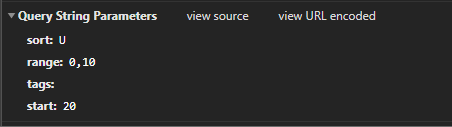 Query String Parameters view source view URL encoded
sort: U
range: 0,10
tags:
start: 20